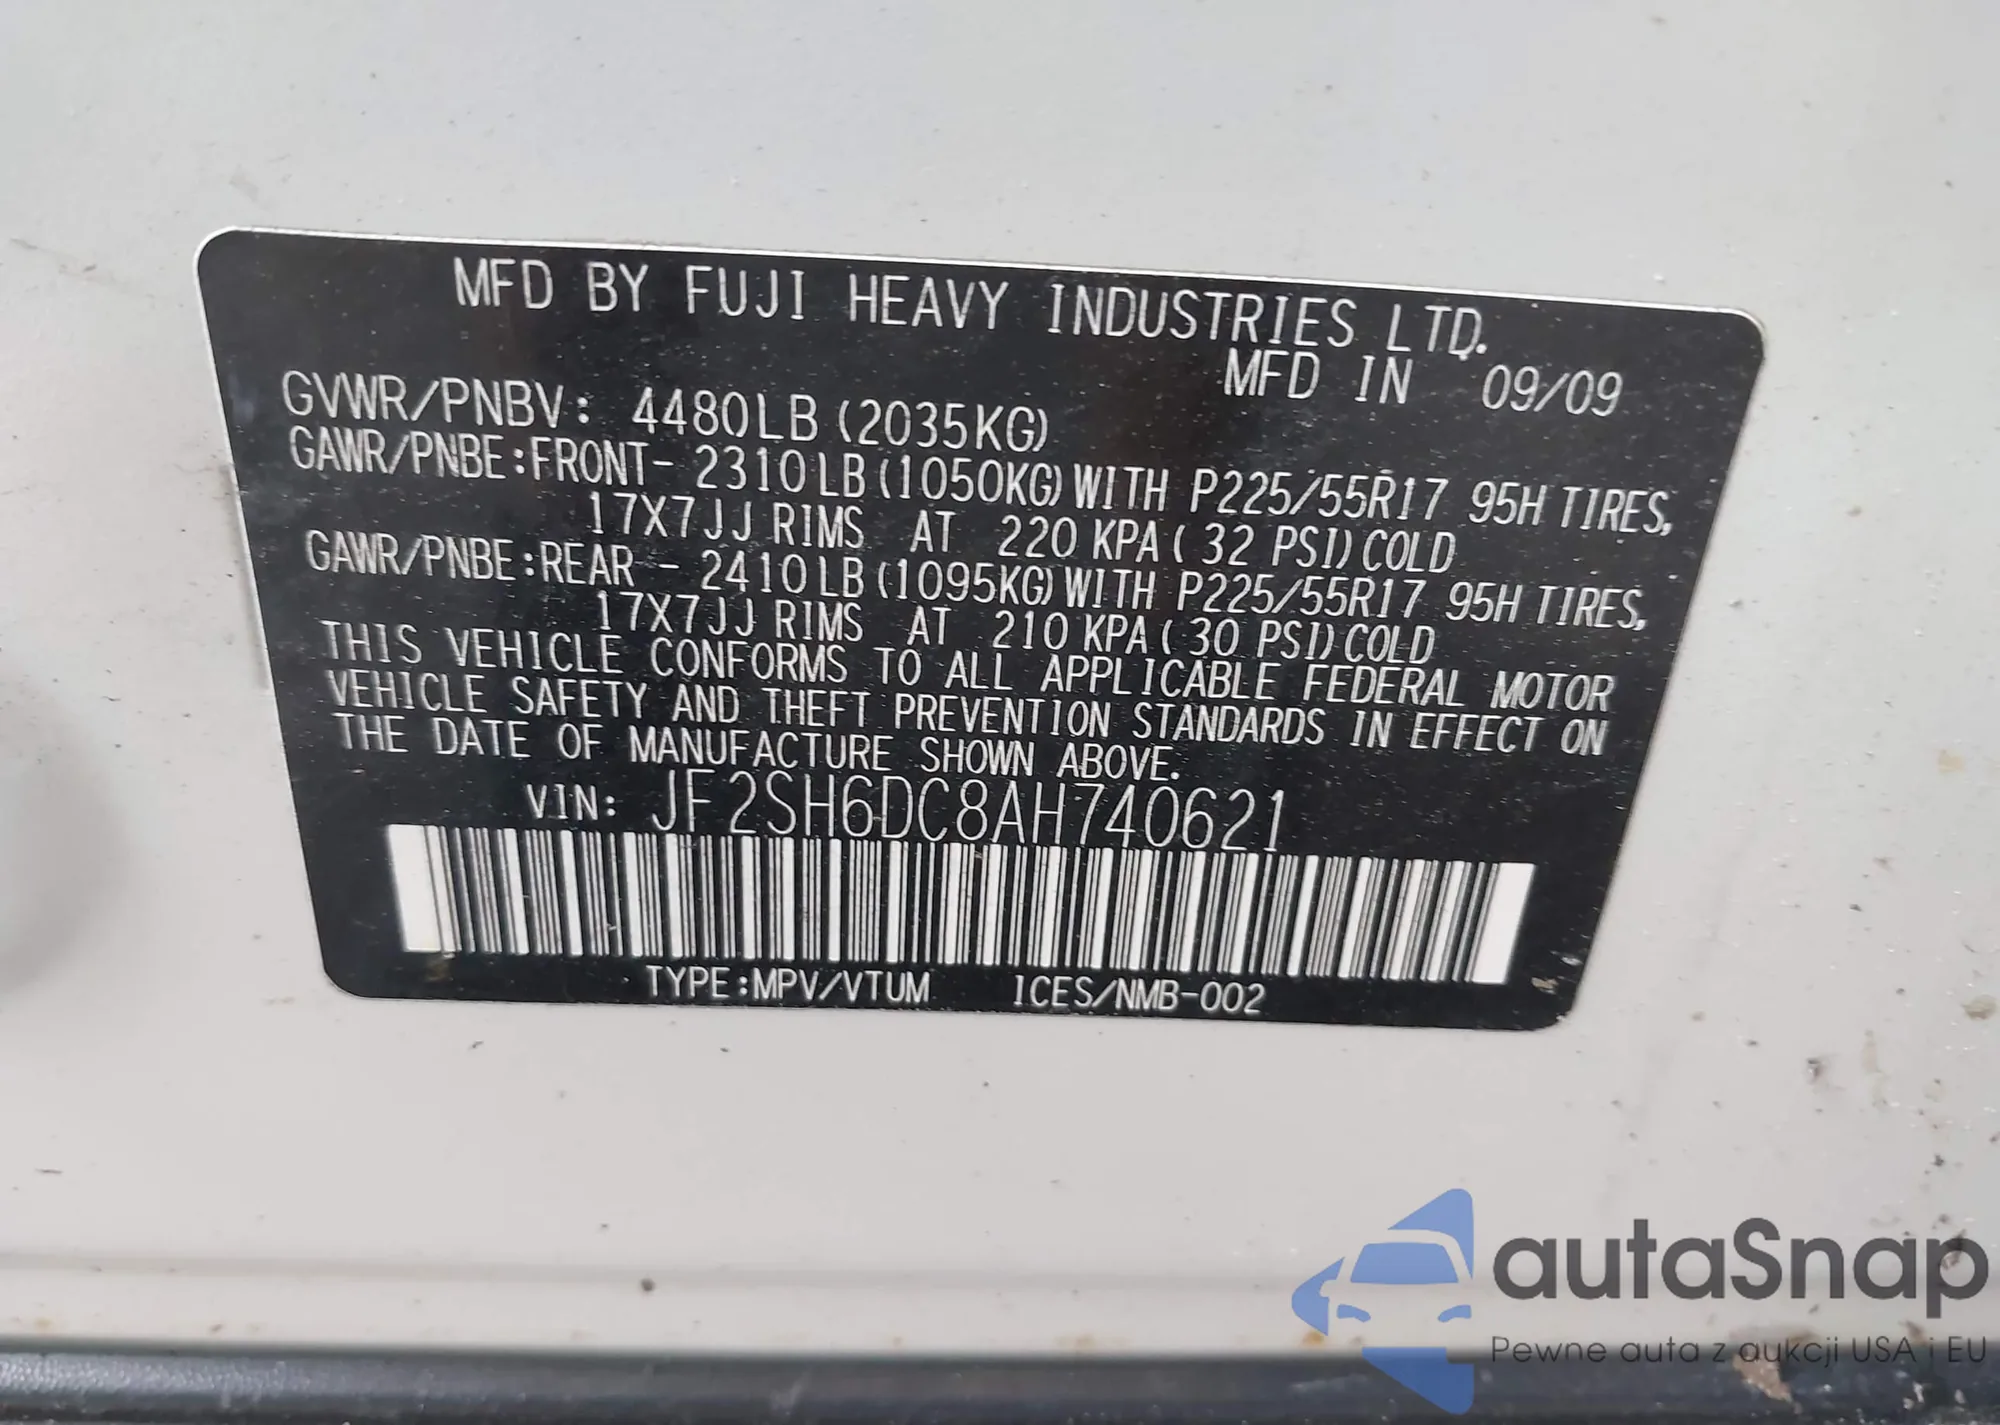 MFD BY FUJI HEAVY INDUSTRIES LTD.
MFD IN 09/09
GVWR/PNBV: 4480LB (2035KG)
GAWR/PNBE:FRONT- 2310LB(1050KG)WITH P225/55R17 95H TIRES,
17X7JJ RIMS AT 220 KPA( 32 PSI)COLD
GAWR/PNBE:REAR - 2410LB(1095KG)WITH P225/55R17 95H TIRES,
17X7JJ RIMS AT 210 KPA( 30 PSI)COLD
THIS VEHICLE CONFORMS TO ALL APPLICABLE FEDERAL MOTOR
VEHICLE SAFETY AND THEFT PREVENTION STANDARDS IN EFFECT ON
THE DATE OF MANUFACTURE SHOWN ABOVE.
VIN: JF2SH6DC8AH740621
TYPE:MPV/VTUM 1CES/NMB-002
autaSnap
Pewne auta z aukcji USA i EU